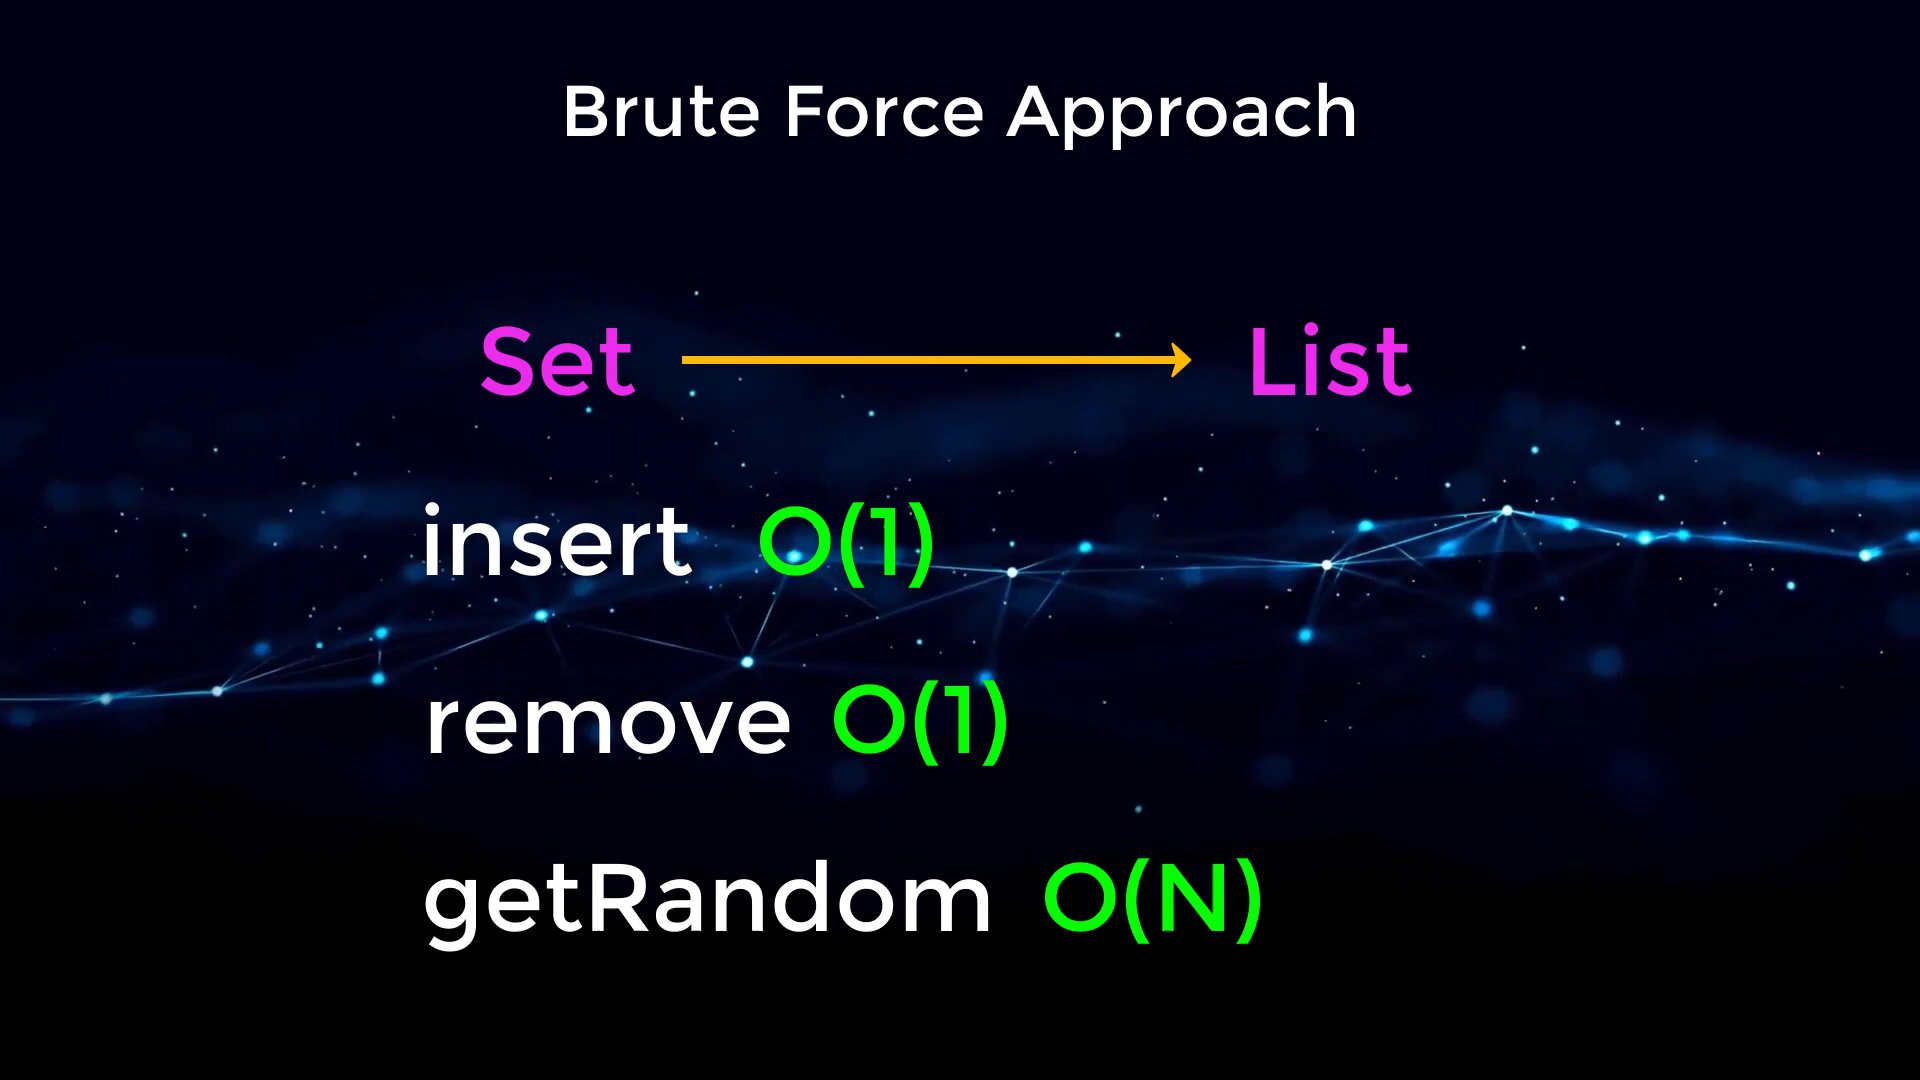 Brute Force Approach
Set List
insert O(1)
remove O(1)
getRandom O(N)